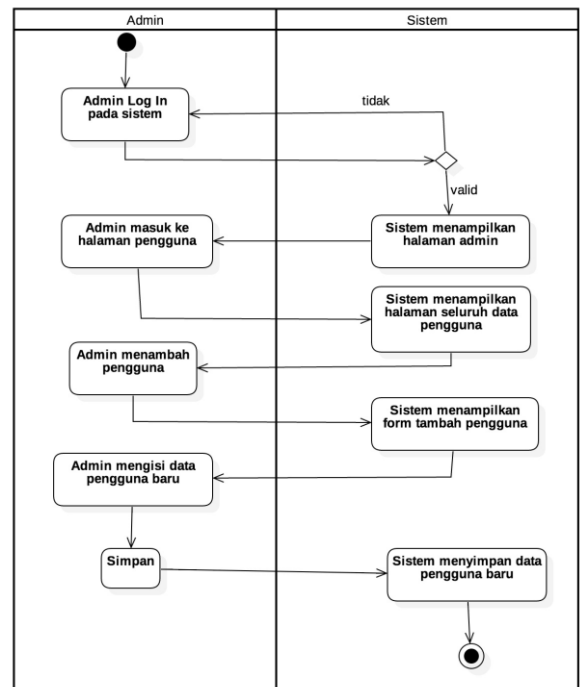 Admin
Sistem
Admin Log In
pada sistem
tidak
valid
Sistem menampilkan
halaman admin
Admin masuk ke
halaman pengguna
Sistem menampilkan
halaman seluruh data
pengguna
Admin menambah
pengguna
Sistem menampilkan
form tambah pengguna
Admin mengisi data
pengguna baru
Simpan
Sistem menyimpan data
pengguna baru